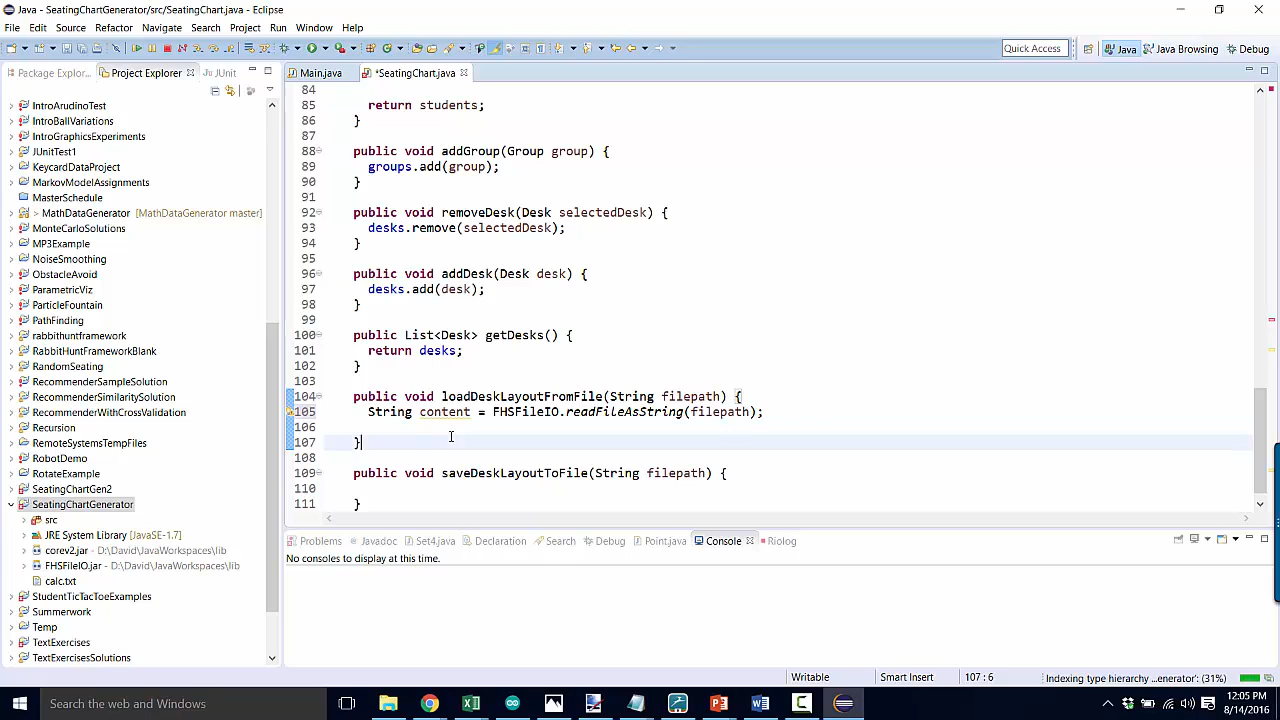 Java - SeatingChartGenerator/src/SeatingChart.java - Eclipse
File Edit Source Refactor Navigate Search Project Run Window Help
Quick Access Java Java Browsing Debug
Package Explor... Project Explorer JUnit
Main.java *SeatingChart.java
IntroArudinoTest
IntroBallVariations
IntroGraphicsExperiments
JUnitTest1
KeycardDataProject
MarkovModelAssignments
MasterSchedule
> MathDataGenerator [MathDataGenerator master]
MonteCarloSolutions
MP3Example
NoiseSmoothing
ObstacleAvoid
ParametricViz
ParticleFountain
PathFinding
rabbithuntframework
RabbitHuntFrameworkBlank
RandomSeating
RecommenderSampleSolution
RecommenderSimilaritySolution
RecommenderWithCrossValidation
Recursion
RemoteSystemsTempFiles
RobotDemo
RotateExample
SeatingChartGen2
SeatingChartGenerator
src
JRE System Library [JavaSE-1.7]
corev2.jar - D:\David\JavaWorkspaces\lib
FHSFileIO.jar - D:\David\JavaWorkspaces\lib
calc.txt
StudentTicTacToeExamples
Summerwork
Temp
TextExercises
TextExercisesSolutions
84
85 return students;
86 }
87
88 public void addGroup(Group group) {
89 groups.add(group);
90 }
91
92 public void removeDesk(Desk selectedDesk) {
93 desks.remove(selectedDesk);
94 }
95
96 public void addDesk(Desk desk) {
97 desks.add(desk);
98 }
99
100 public List<Desk> getDesks() {
101 return desks;
102 }
103
104 public void loadDeskLayoutFromFile(String filepath) {
105 String content = FHSFileIO.readFileAsString(filepath);
106
107 }
108
109 public void saveDeskLayoutToFile(String filepath) {
110
111 }
Problems Javadoc Set4.java Declaration Search Debug Point.java Console Riolog
No consoles to display at this time.
Writable Smart Insert 107 : 6 Indexing type hierarchy ...enerator': (31%)
Search the web and Windows
12:05 PM
8/14/2016